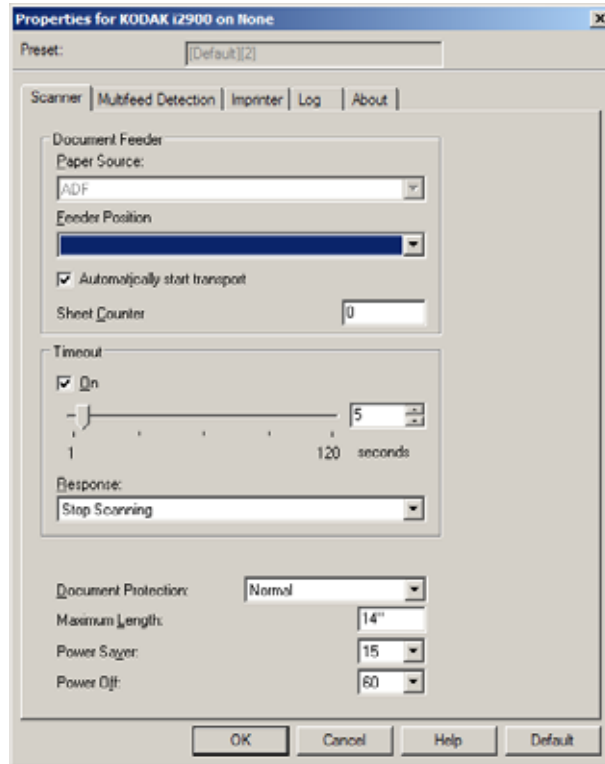 Properties for KODAK i2900 on None
Preset: [Default][2]
Scanner Multifeed Detection Imprinter Log About
Document Feeder
Paper Source:
ADF
Feeder Position
Automatically start transport
Sheet Counter 0
Timeout
On
5
1 120 seconds
Response:
Stop Scanning
Document Protection: Normal
Maximum Length: 14"
Power Saver: 15
Power Off: 60
OK Cancel Help Default